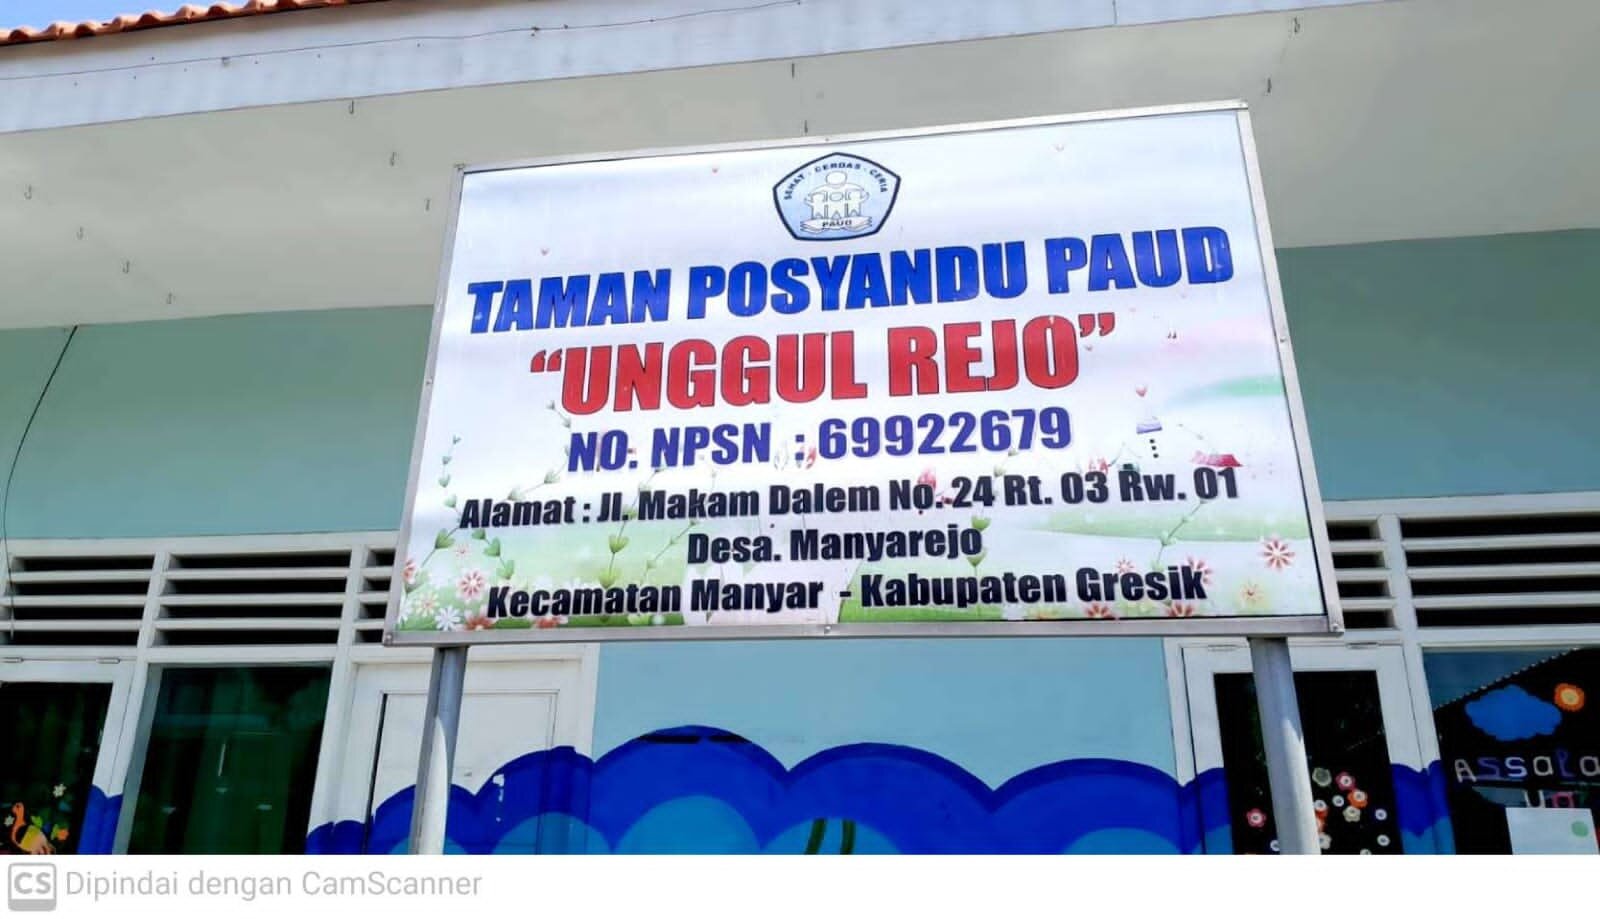 SEHAT - CERDAS - CERIA
PAUD
TAMAN POSYANDU PAUD
“UNGGUL REJO”
NO. NPSN : 69922679
Alamat : Jl. Makam Dalem No. 24 Rt. 03 Rw. 01
Desa. Manyarejo
Kecamatan Manyar - Kabupaten Gresik
Assala
CS Dipindai dengan CamScanner